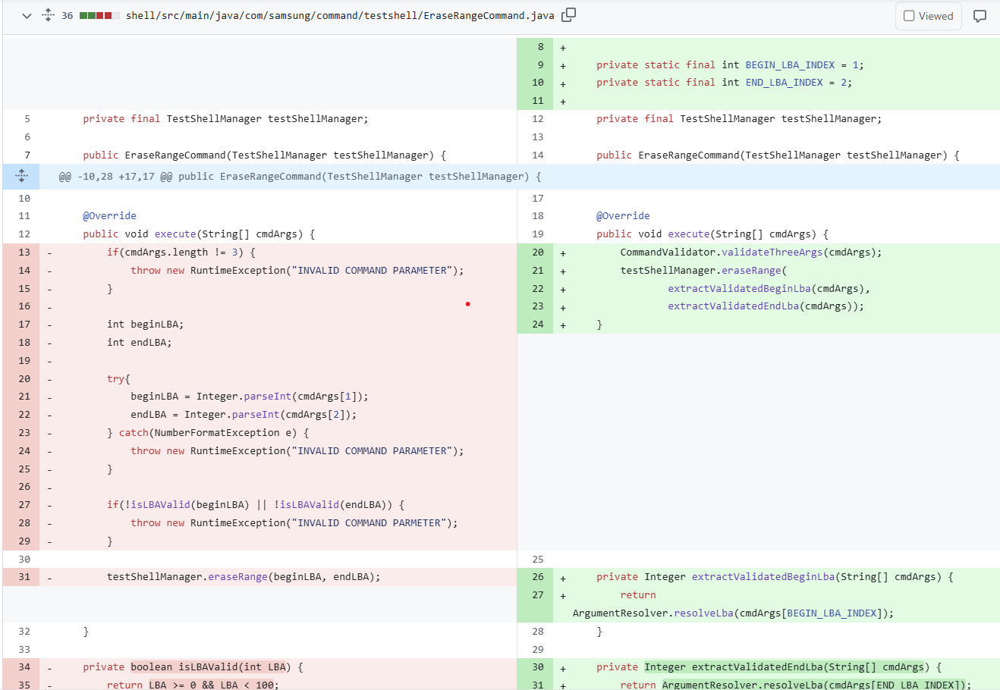 36 shell/src/main/java/com/samsung/command/testshell/EraseRangeCommand.java Viewed
8 +
9 + private static final int BEGIN_LBA_INDEX = 1;
10 + private static final int END_LBA_INDEX = 2;
11 +
5 private final TestShellManager testShellManager; 12 private final TestShellManager testShellManager;
6 13
7 public EraseRangeCommand(TestShellManager testShellManager) { 14 public EraseRangeCommand(TestShellManager testShellManager) {
@@ -10,28 +17,17 @@ public EraseRangeCommand(TestShellManager testShellManager) {
10 17
11 @Override 18 @Override
12 public void execute(String[] cmdArgs) { 19 public void execute(String[] cmdArgs) {
13 - if(cmdArgs.length != 3) { 20 + CommandValidator.validateThreeArgs(cmdArgs);
14 - throw new RuntimeException("INVALID COMMAND PARAMETER"); 21 + testShellManager.eraseRange(
15 - } 22 + extractValidatedBeginLba(cmdArgs),
16 - 23 + extractValidatedEndLba(cmdArgs));
17 - int beginLBA; 24 + }
18 - int endLBA;
19 -
20 - try{
21 - beginLBA = Integer.parseInt(cmdArgs[1]);
22 - endLBA = Integer.parseInt(cmdArgs[2]);
23 - } catch(NumberFormatException e) {
24 - throw new RuntimeException("INVALID COMMAND PARAMETER");
25 - }
26 -
27 - if(!isLBAValid(beginLBA) || !isLBAValid(endLBA)) {
28 - throw new RuntimeException("INVALID COMMAND PARMETER");
29 - }
30 25
31 - testShellManager.eraseRange(beginLBA, endLBA); 26 + private Integer extractValidatedBeginLba(String[] cmdArgs) {
27 + return
ArgumentResolver.resolveLba(cmdArgs[BEGIN_LBA_INDEX]);
32 } 28 }
33 29
34 - private boolean isLBAValid(int LBA) { 30 + private Integer extractValidatedEndLba(String[] cmdArgs) {
35 - return LBA >= 0 && LBA < 100; 31 + return ArgumentResolver.resolveLba(cmdArgs[END_LBA_INDEX]);